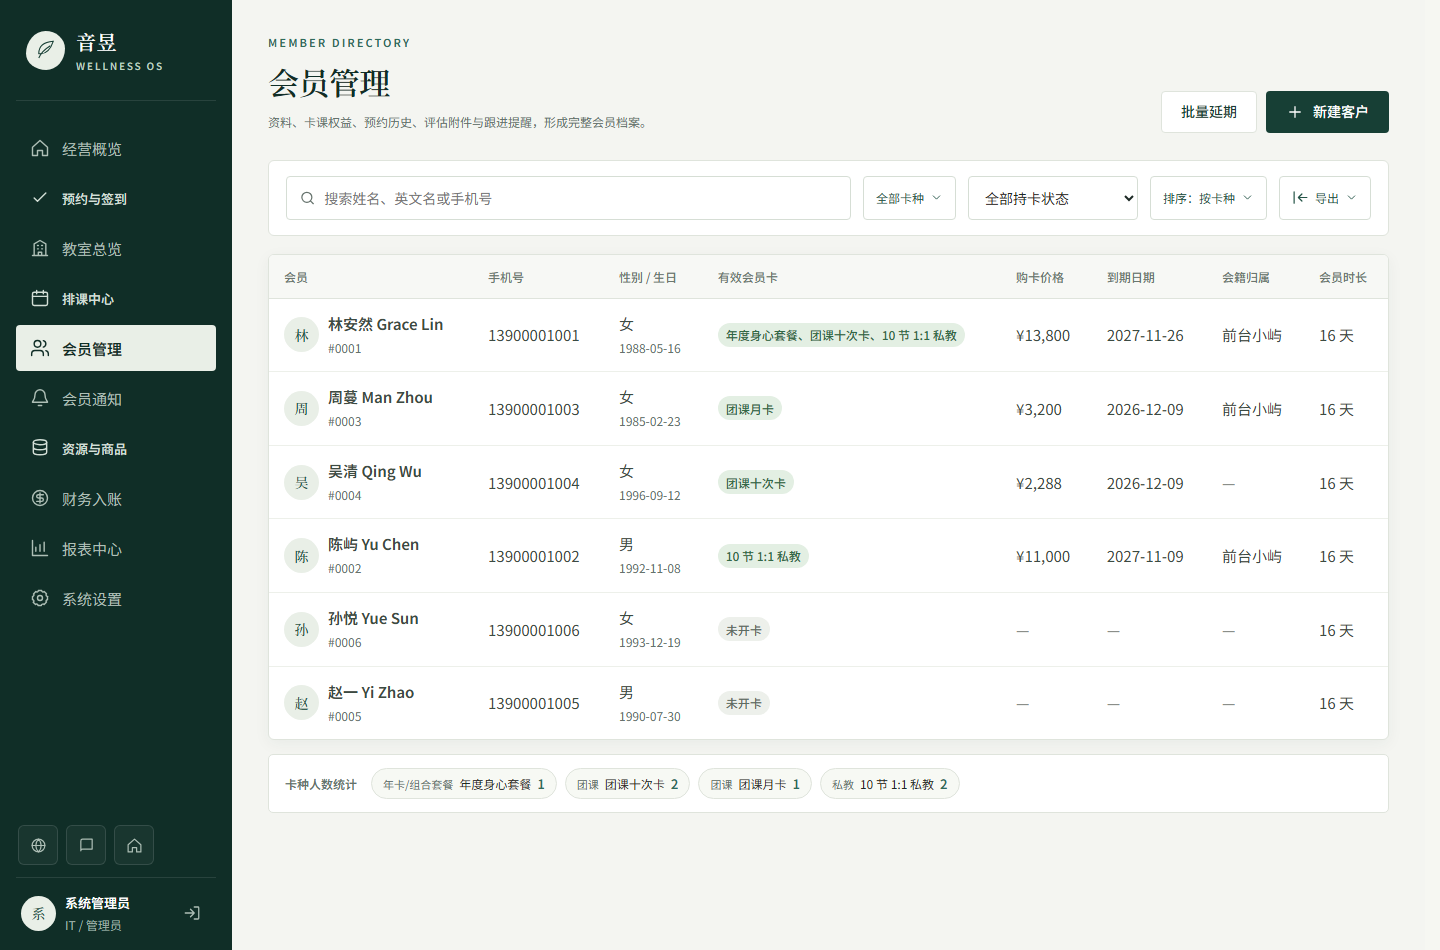 音昱
WELLNESS OS
经营概览
预约与签到
教室总览
排课中心
会员管理
会员通知
资源与商品
财务入账
报表中心
系统设置
系
系统管理员
IT / 管理员
MEMBER DIRECTORY
会员管理
资料、卡课权益、预约历史、评估附件与跟进提醒，形成完整会员档案。
批量延期
新建客户
搜索姓名、英文名或手机号
全部卡种
全部持卡状态
排序：按卡种
导出
会员 手机号 性别 / 生日 有效会员卡 购卡价格 到期日期 会籍归属 会员时长
林 林安然 Grace Lin #0001 13900001001 女 1988-05-16 年度身心套餐、团课十次卡、10 节 1:1 私教 ¥13,800 2027-11-26 前台小屿 16 天
周 周蔓 Man Zhou #0003 13900001003 女 1985-02-23 团课月卡 ¥3,200 2026-12-09 前台小屿 16 天
吴 吴清 Qing Wu #0004 13900001004 女 1996-09-12 团课十次卡 ¥2,288 2026-12-09 — 16 天
陈 陈屿 Yu Chen #0002 13900001002 男 1992-11-08 10 节 1:1 私教 ¥11,000 2027-11-09 前台小屿 16 天
孙 孙悦 Yue Sun #0006 13900001006 女 1993-12-19 未开卡 — — — 16 天
赵 赵一 Yi Zhao #0005 13900001005 男 1990-07-30 未开卡 — — — 16 天
卡种人数统计 年卡/组合套餐 年度身心套餐 1 团课 团课十次卡 2 团课 团课月卡 1 私教 10 节 1:1 私教 2